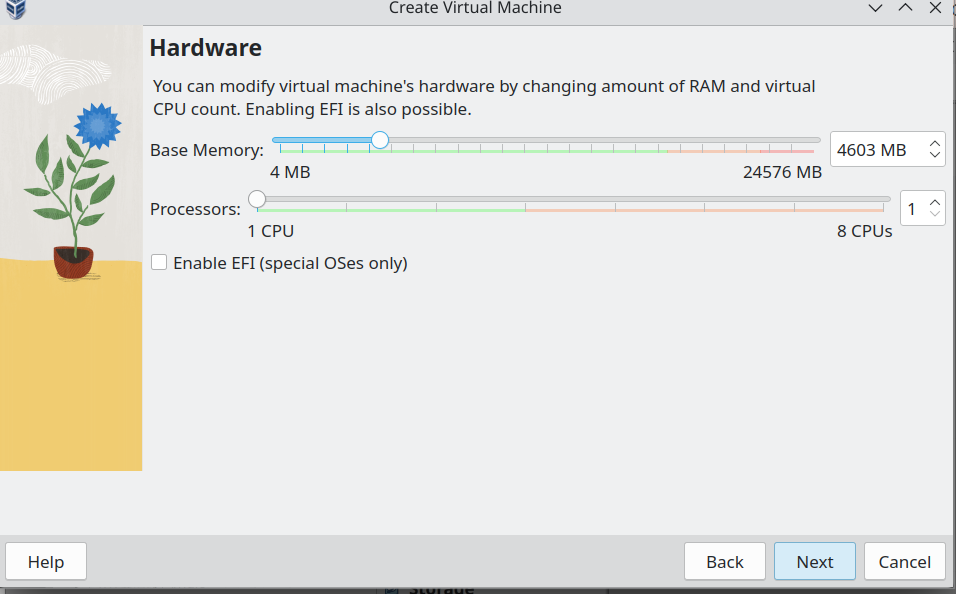 Create Virtual Machine
Hardware
You can modify virtual machine's hardware by changing amount of RAM and virtual
CPU count. Enabling EFI is also possible.
Base Memory:
4603 MB
4 MB
24576 MB
Processors:
1
1 CPU
8 CPUs
Enable EFI (special OSes only)
Help
Back
Next
Cancel
Storage